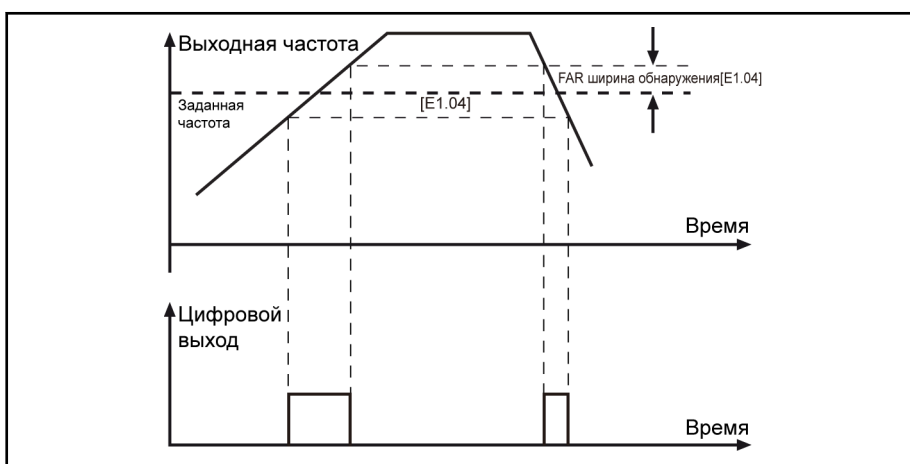 Выходная частота
FAR ширина обнаружения[E1.04]
Заданная
частота
[E1.04]
Время
Цифровой
выход
Время